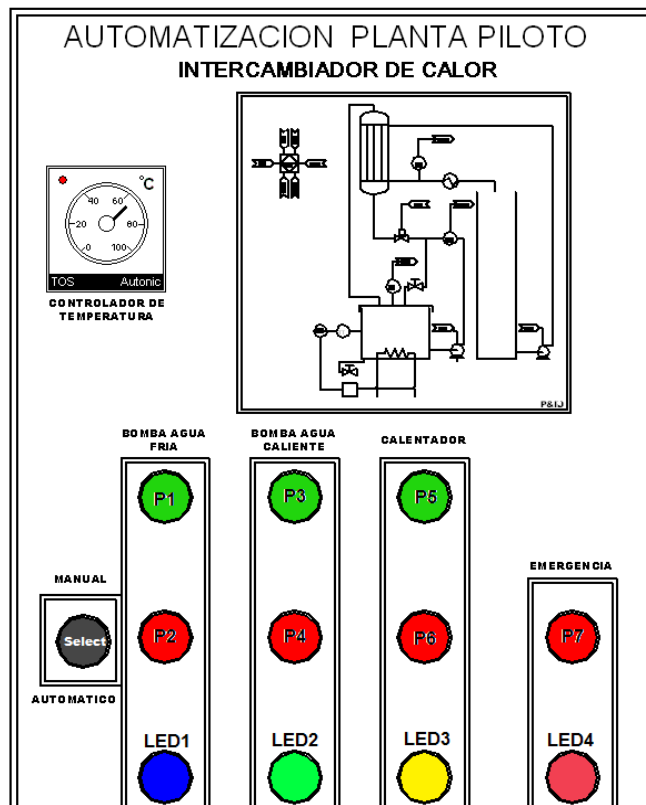 AUTOMATIZACION PLANTA PILOTO
INTERCAMBIADOR DE CALOR
°C
40 60
20 80
0 100
TOS Autonic
CONTROLADOR DE
TEMPERATURA
P&ID
BOMBA AGUA
FRIA
BOMBA AGUA
CALIENTE
CALENTADOR
P1 P3 P5
EMERGENCIA
MANUAL
Select
P2 P4 P6 P7
AUTOMATICO
LED1 LED2 LED3 LED4